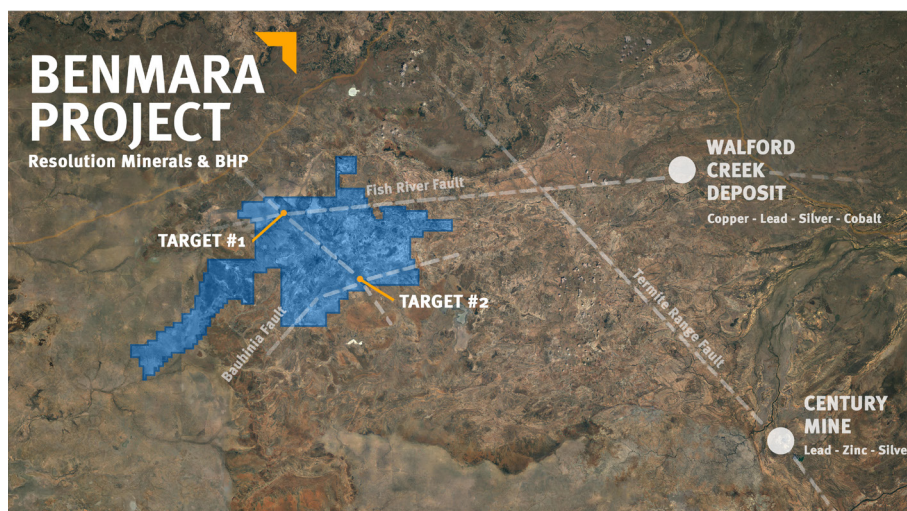 BENMARA
PROJECT
Resolution Minerals & BHP
Fish River Fault
WALFORD
CREEK
DEPOSIT
Copper - Lead - Silver - Cobalt
TARGET #1
TARGET #2
Baubinia Fault
Termite Range Fault
CENTURY
MINE
Lead - Zinc - Silve